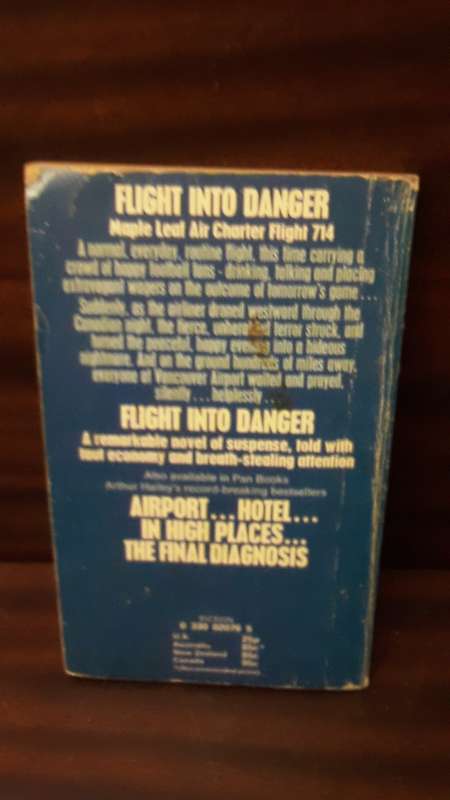 FLIGHT INTO DANGER
Maple Leaf Air Charter Flight 714
A normal, everyday, routine flight, this time carrying a
crowd of happy football fans - drinking, talking and placing
extravagant wagers on the outcome of tomorrow's game...
Suddenly, as the airliner droned westward through the
Canadian night, the fierce, unheralded terror struck, and
turned the peaceful, happy evening into a hideous
nightmare. And on the ground hundreds of miles away,
everyone at Vancouver Airport waited and prayed,
silently... helplessly...
FLIGHT INTO DANGER
A remarkable novel of suspense, told with
taut economy and breath-stealing attention
Also available in Pan Books
Arthur Hailey's record-breaking bestsellers
AIRPORT... HOTEL...
IN HIGH PLACES...
THE FINAL DIAGNOSIS
FICTION
0 330 02076 5
U.K.
Australia
New Zealand
Canada